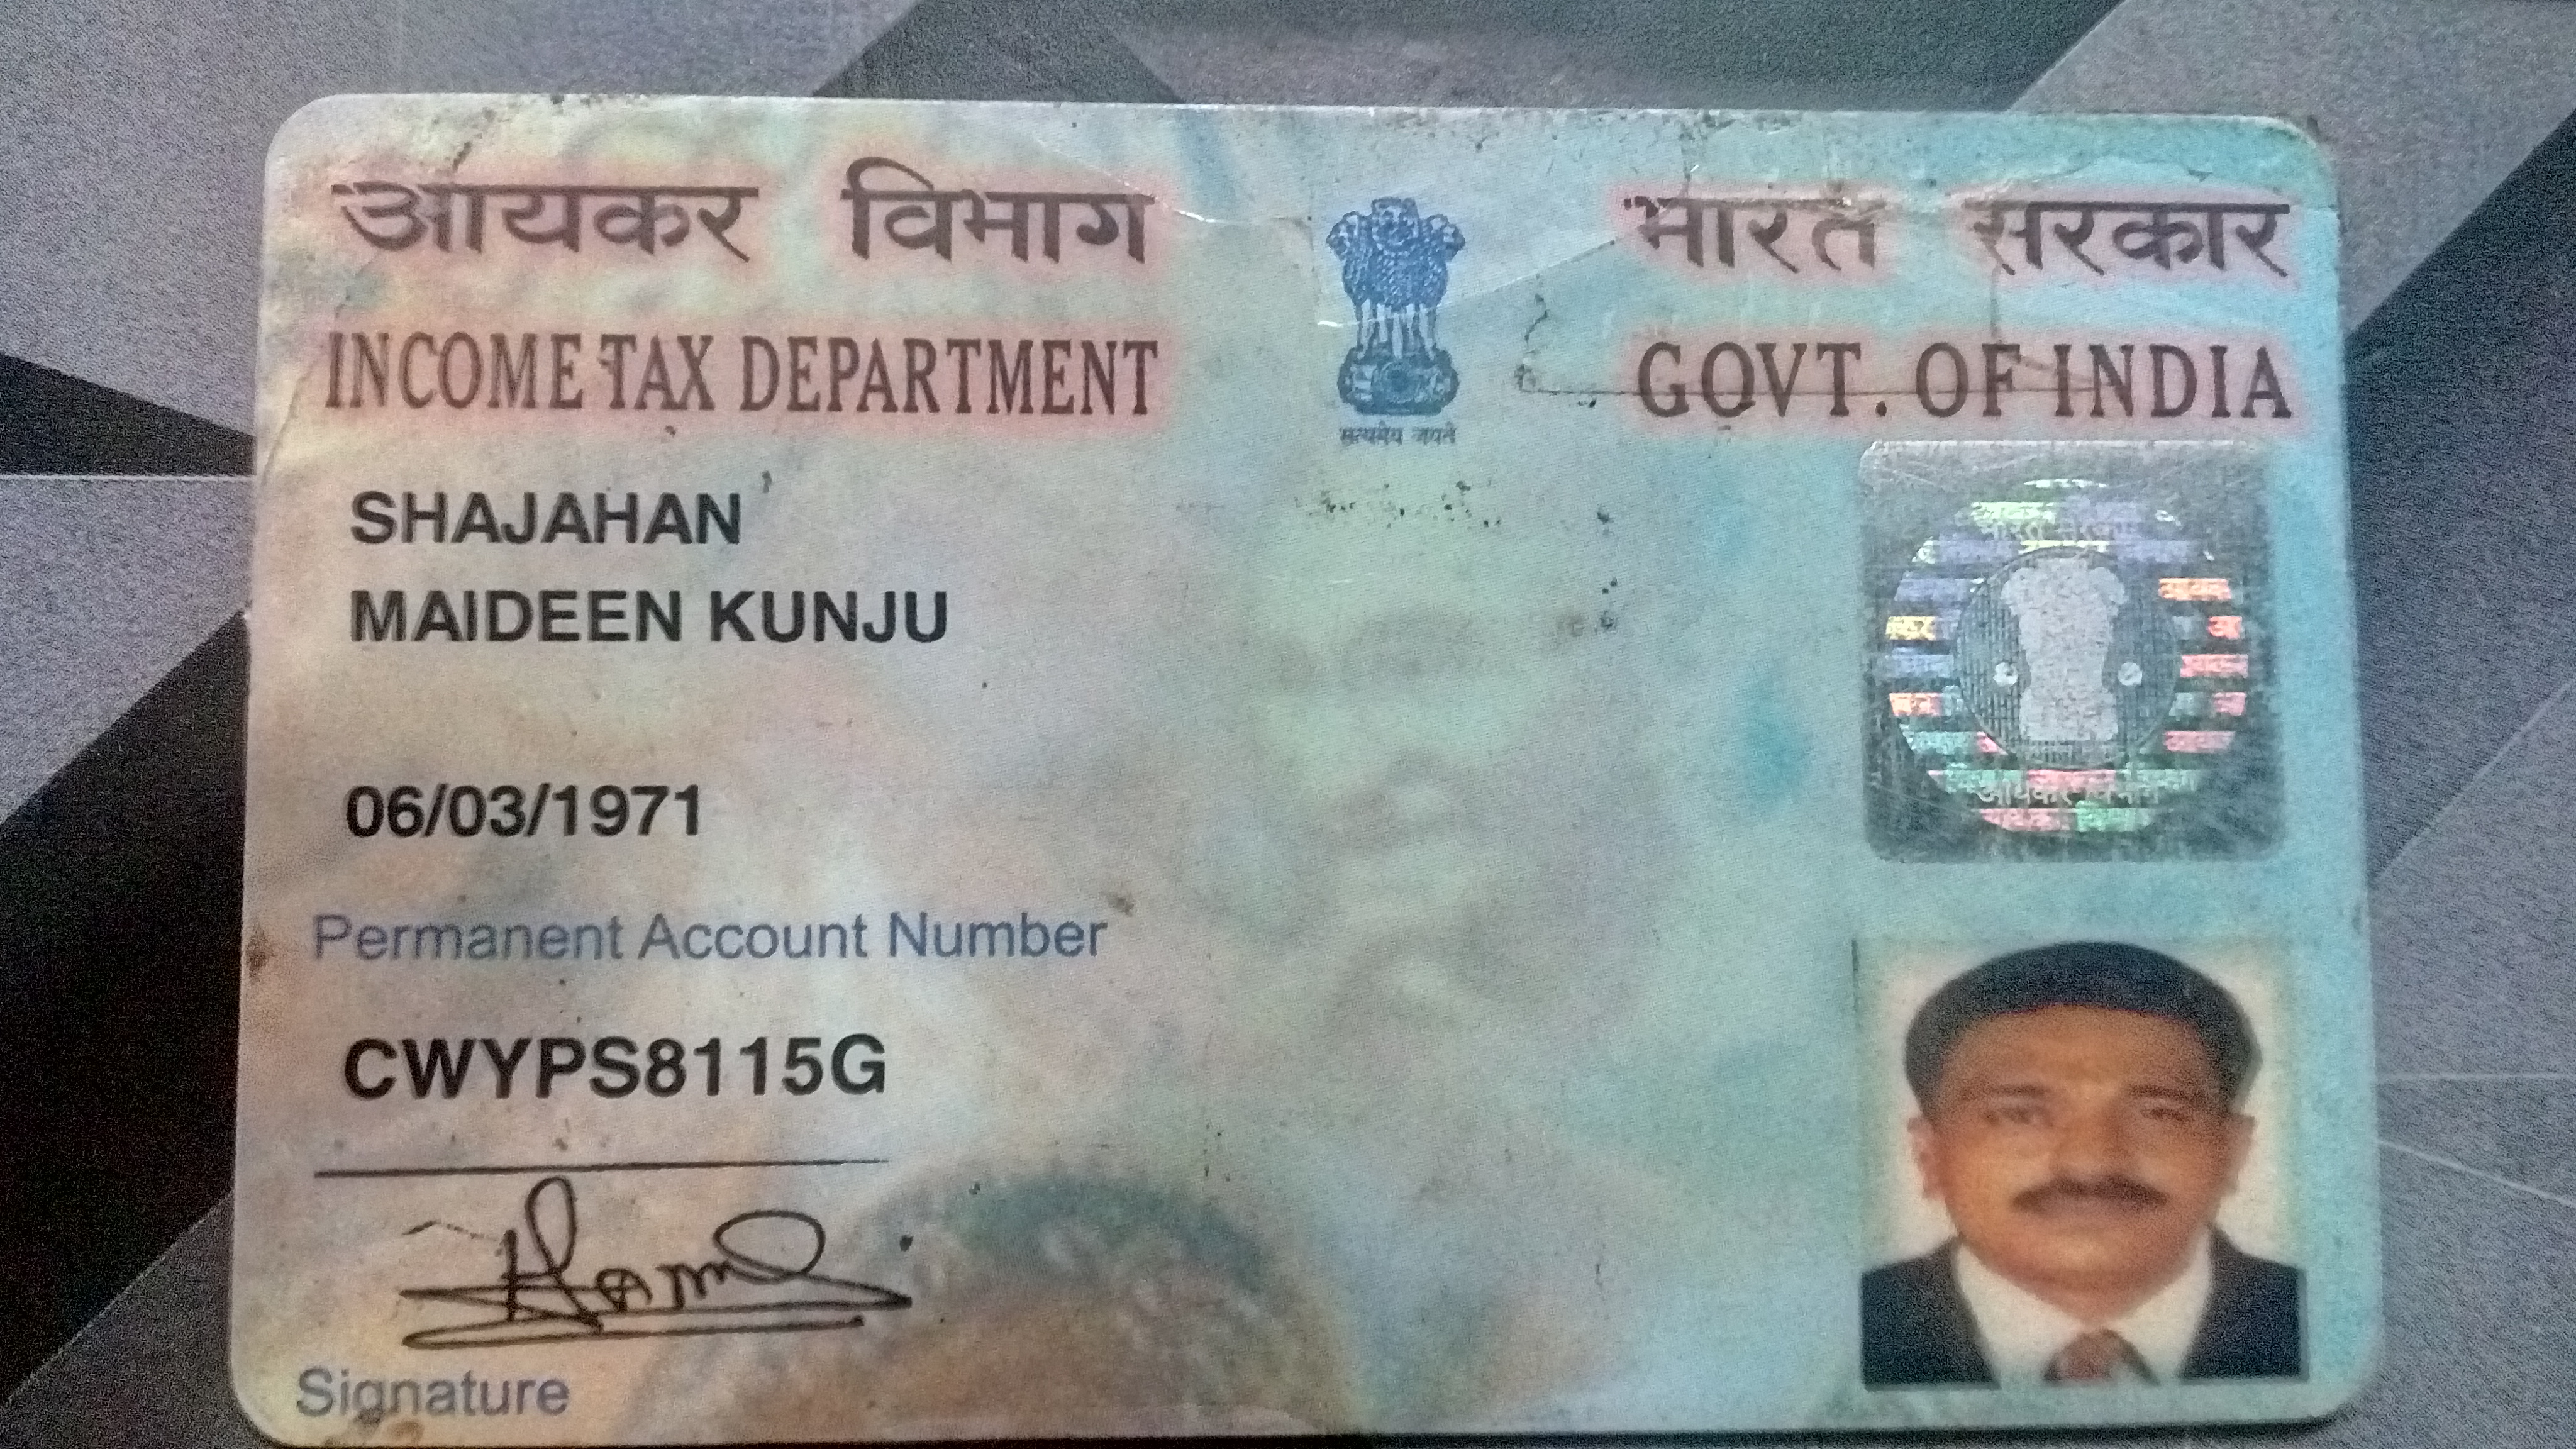 आयकर विभाग
भारत सरकार
INCOME TAX DEPARTMENT
GOVT. OF INDIA
सत्यमेव जयते
SHAJAHAN
MAIDEEN KUNJU
06/03/1971
Permanent Account Number
CWYPS8115G
Signature
आयकर विभाग